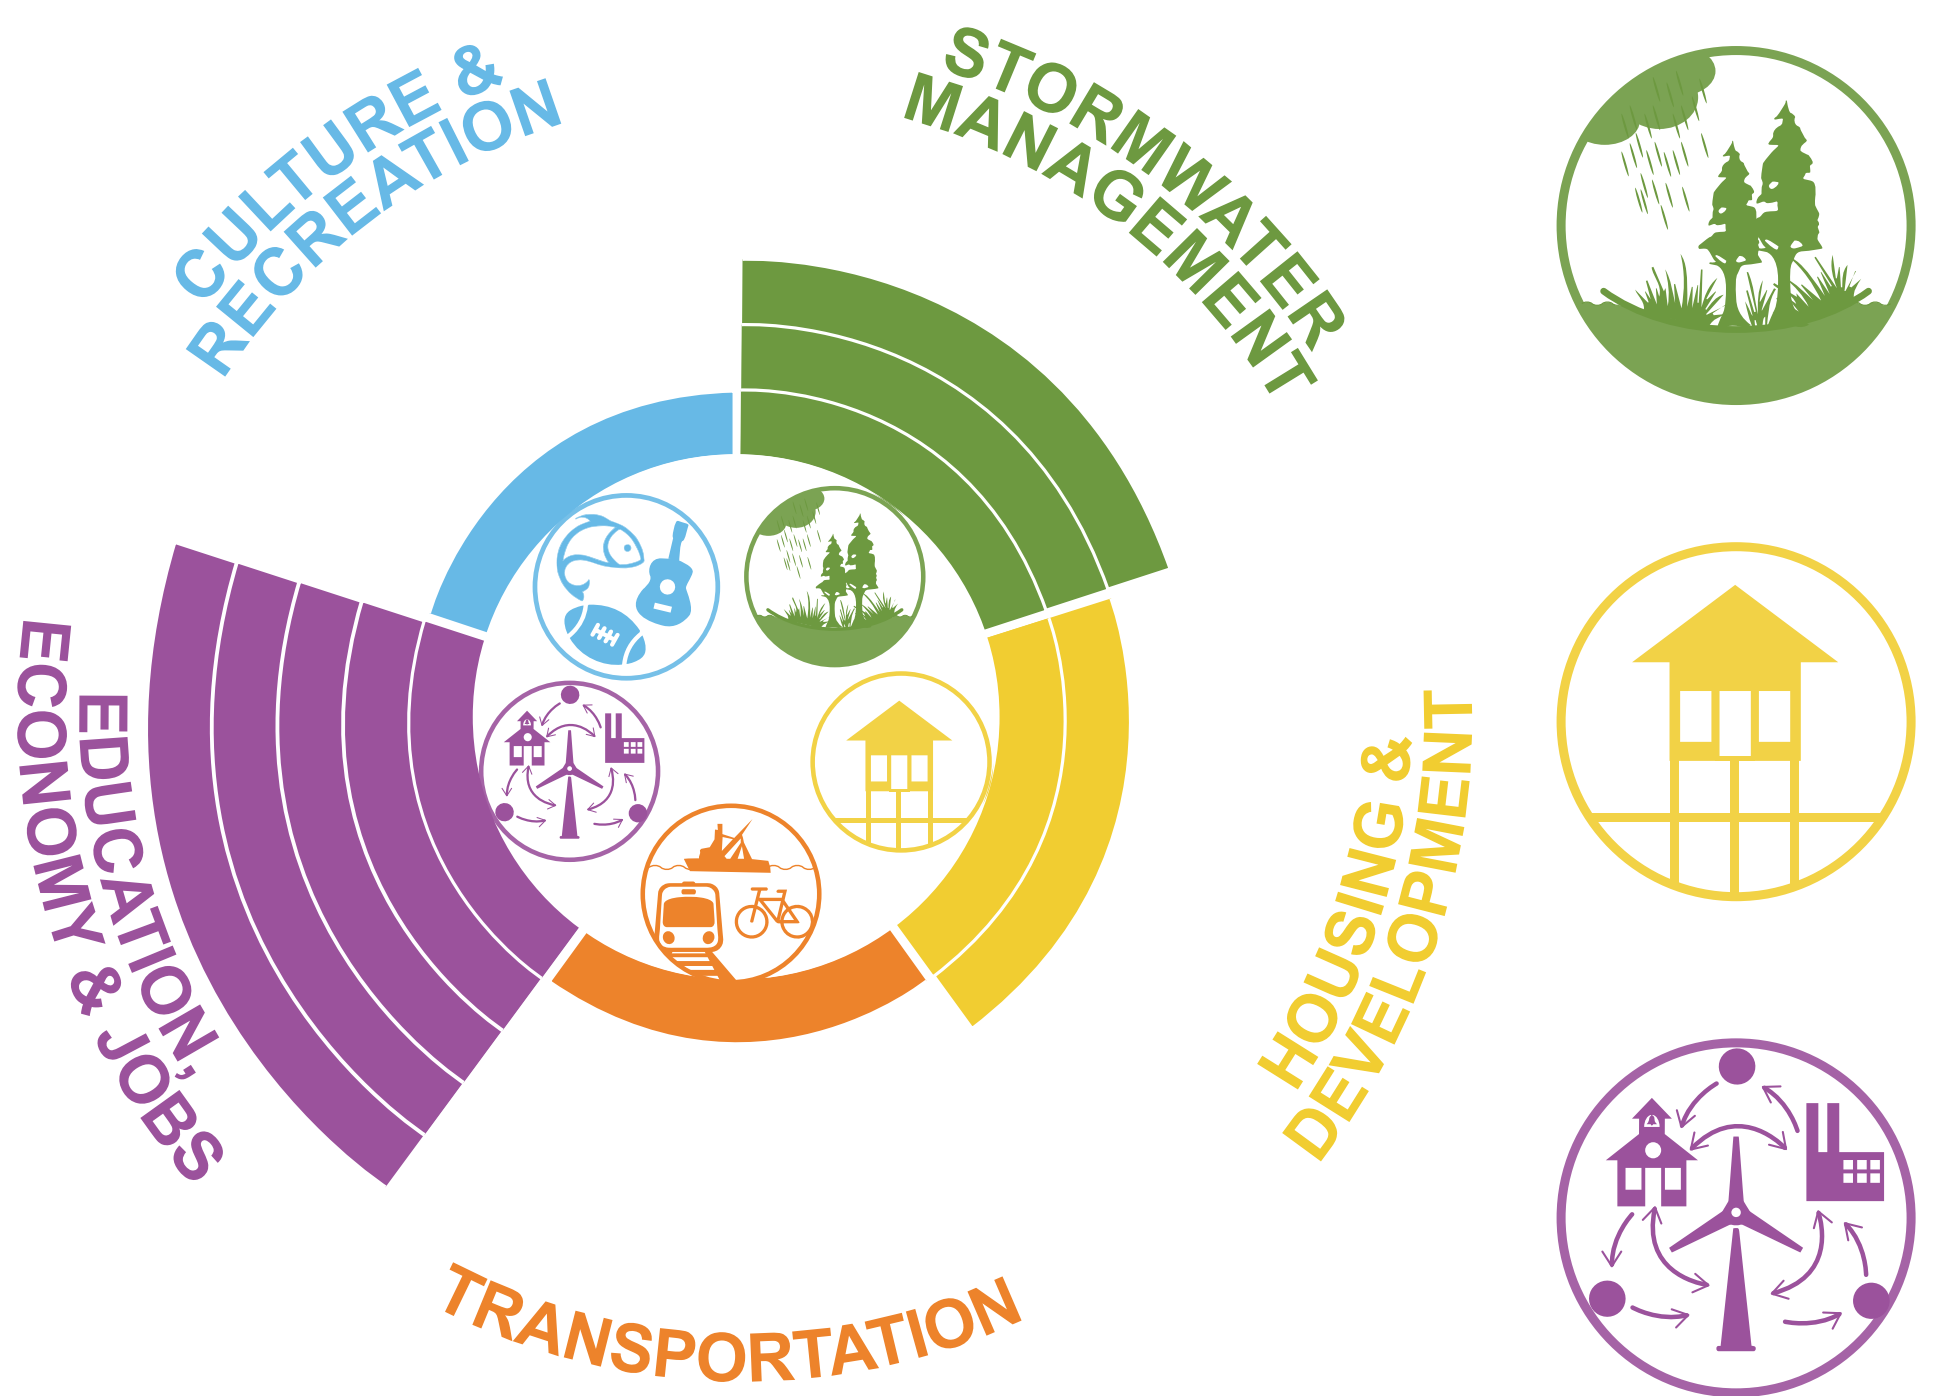 CULTURE &
RECREATION
STORMWATER
MANAGEMENT
HOUSING &
DEVELOPMENT
TRANSPORTATION
EDUCATION,
ECONOMY & JOBS